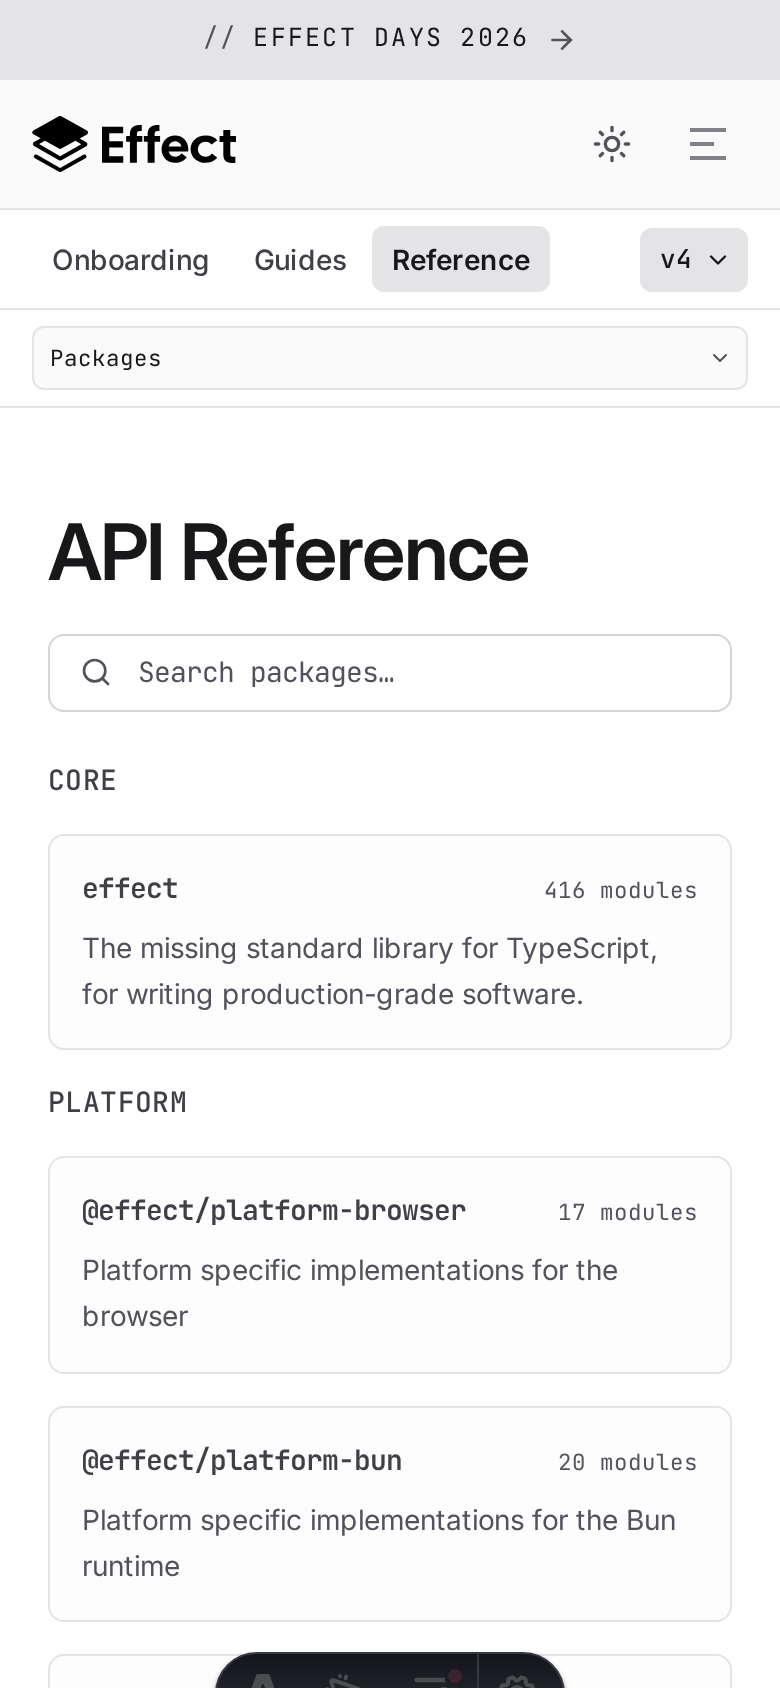 // EFFECT DAYS 2026 →
Effect
Onboarding Guides Reference v4
Packages
API Reference
Search packages…
CORE
effect 416 modules
The missing standard library for TypeScript,
for writing production-grade software.
PLATFORM
@effect/platform-browser 17 modules
Platform specific implementations for the
browser
@effect/platform-bun 20 modules
Platform specific implementations for the Bun
runtime